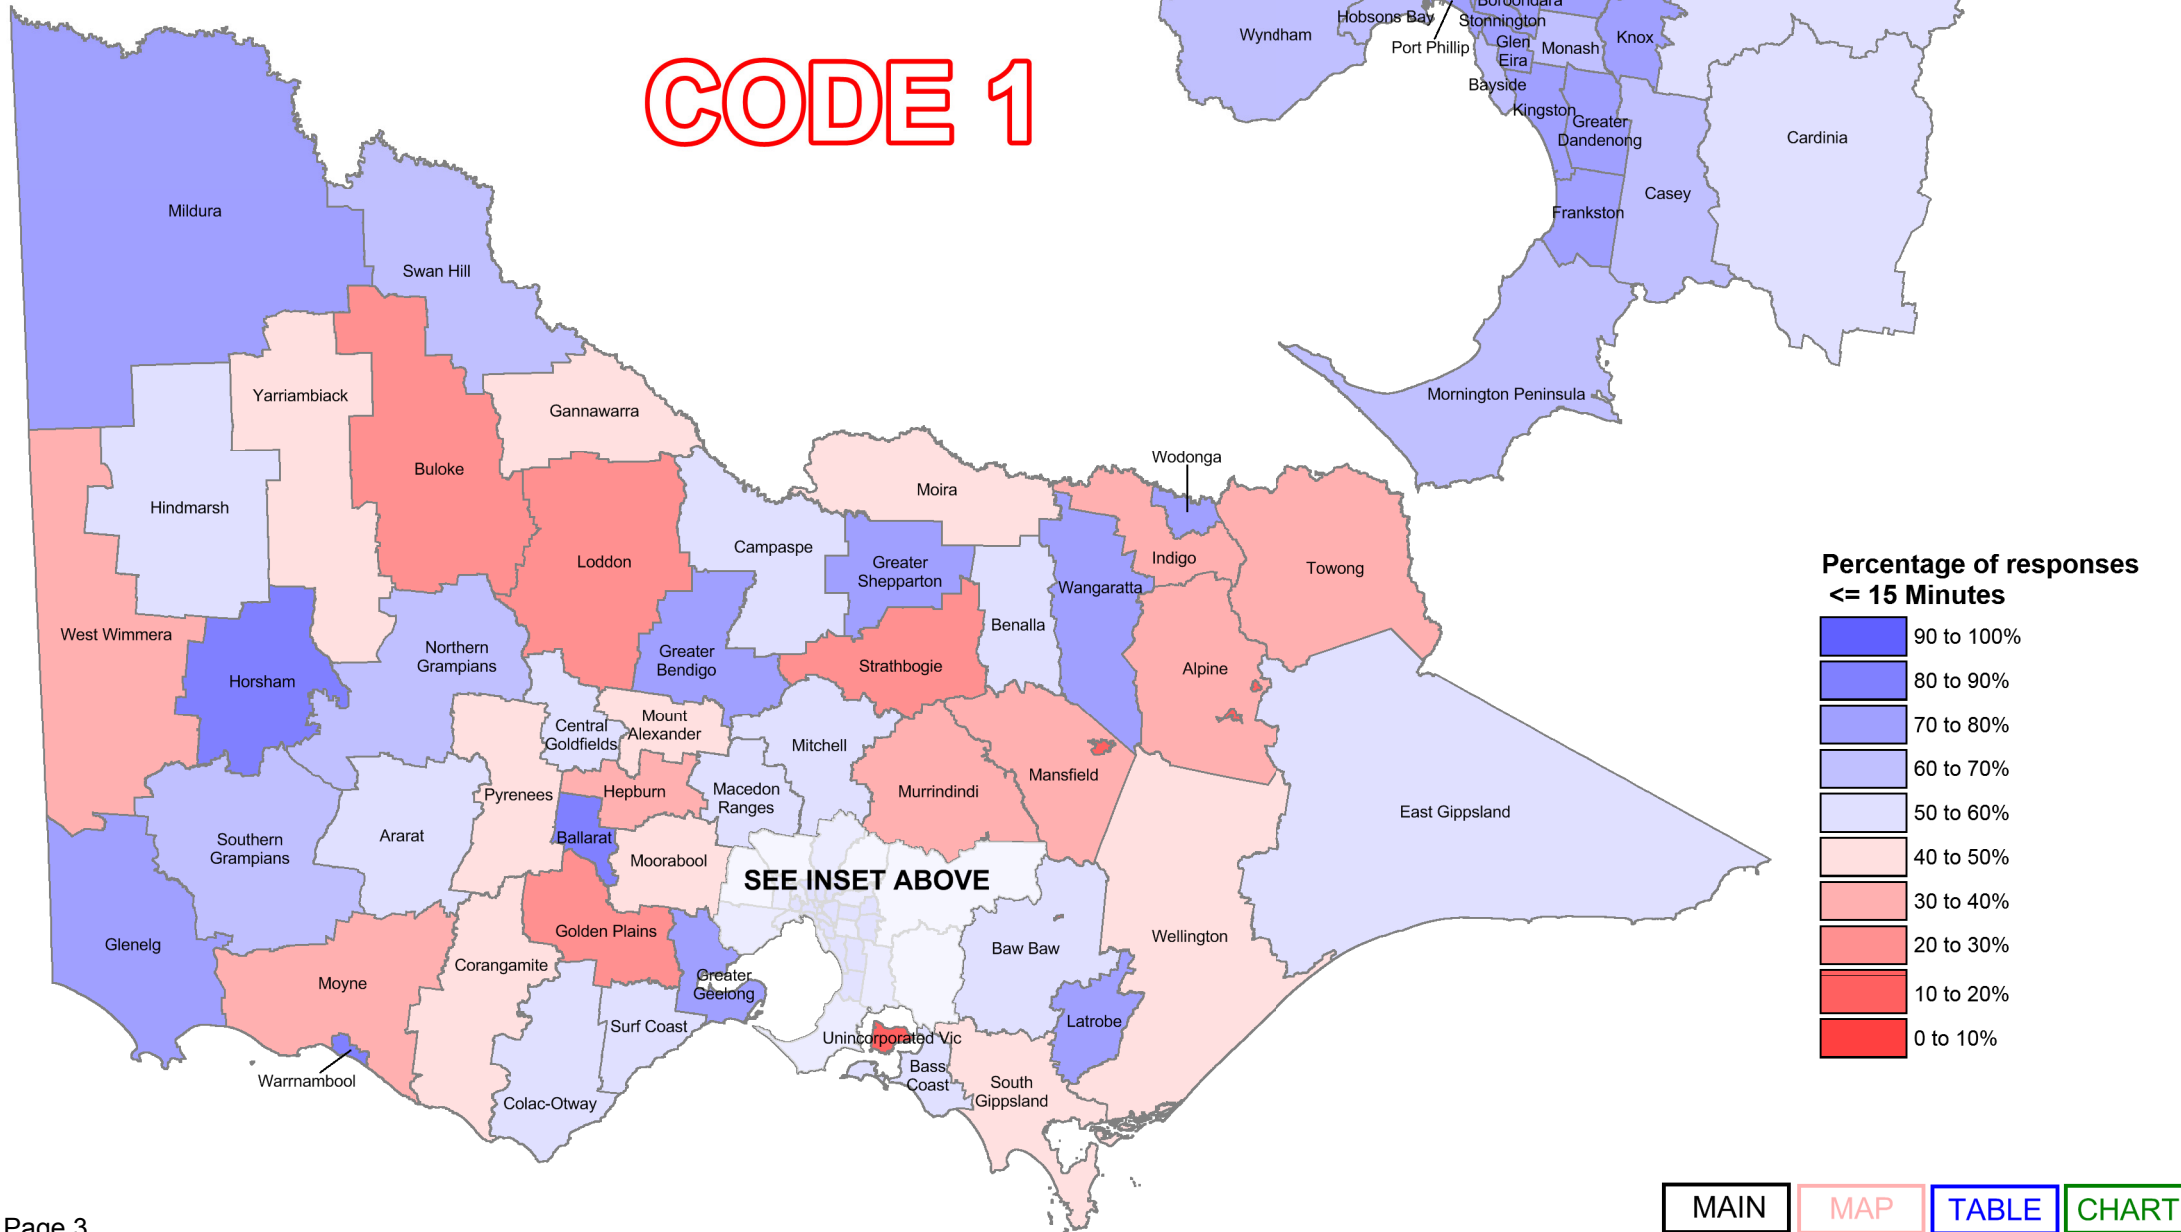 Boroondara
Hobsons Bay
Stonnington
Wyndham
Port Phillip
Glen
Eira
Monash
Knox
Bayside
Kingston
Greater
Dandenong
Cardinia
Casey
Frankston
Mornington Peninsula
CODE 1
Mildura
Swan Hill
Yarriambiack
Gannawarra
Buloke
Hindmarsh
Loddon
Campaspe
Moira
Wodonga
Greater
Shepparton
Wangaratta
Indigo
Towong
West Wimmera
Horsham
Northern
Grampians
Greater
Bendigo
Strathbogie
Benalla
Alpine
Central
Goldfields
Mount
Alexander
Mitchell
Macedon
Ranges
Murrindindi
Mansfield
Pyrenees
Hepburn
East Gippsland
Southern
Grampians
Ararat
Ballarat
Moorabool
SEE INSET ABOVE
Glenelg
Moyne
Golden Plains
Corangamite
Greater
Geelong
Baw Baw
Wellington
Surf Coast
Unincorporated Vic
Latrobe
Warrnambool
Colac-Otway
Bass
Coast
South
Gippsland
Percentage of responses
<= 15 Minutes
90 to 100%
80 to 90%
70 to 80%
60 to 70%
50 to 60%
40 to 50%
30 to 40%
20 to 30%
10 to 20%
0 to 10%
MAIN
MAP
TABLE
CHART
Page 3